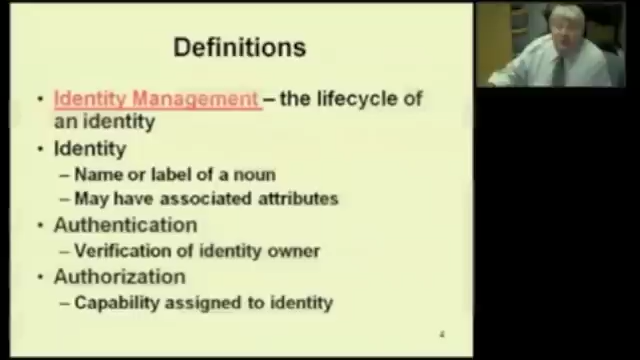 Definitions
• Identity Management – the lifecycle of
an identity
• Identity
– Name or label of a noun
– May have associated attributes
• Authentication
– Verification of identity owner
• Authorization
– Capability assigned to identity
4